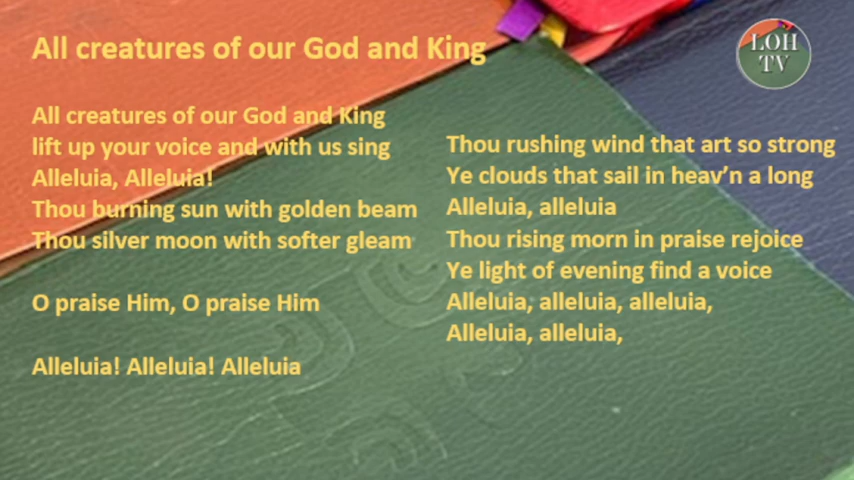 All creatures of our God and King
LOH
TV
All creatures of our God and King
lift up your voice and with us sing
Alleluia, Alleluia!
Thou burning sun with golden beam
Thou silver moon with softer gleam
O praise Him, O praise Him
Alleluia! Alleluia! Alleluia
Thou rushing wind that art so strong
Ye clouds that sail in heav’n a long
Alleluia, alleluia
Thou rising morn in praise rejoice
Ye light of evening find a voice
Alleluia, alleluia, alleluia,
Alleluia, alleluia,